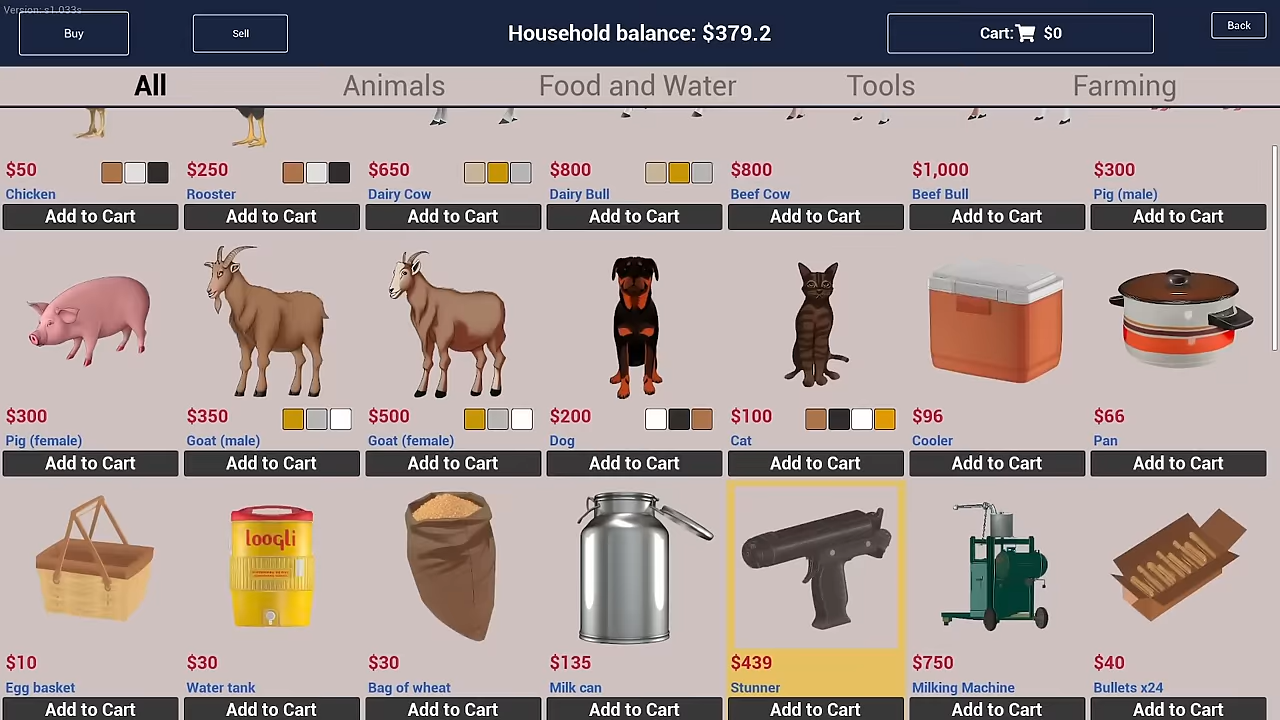 Version: s1.033s
Buy
Sell
Household balance: $379.2
Cart: $0
Back
All
Animals
Food and Water
Tools
Farming
$50
$250
$650
$800
$800
$1,000
$300
Chicken
Rooster
Dairy Cow
Dairy Bull
Beef Cow
Beef Bull
Pig (male)
Add to Cart
Add to Cart
Add to Cart
Add to Cart
Add to Cart
Add to Cart
Add to Cart
$300
$350
$500
$200
$100
$96
$66
Pig (female)
Goat (male)
Goat (female)
Dog
Cat
Cooler
Pan
Add to Cart
Add to Cart
Add to Cart
Add to Cart
Add to Cart
Add to Cart
Add to Cart
loogli
$10
$30
$30
$135
$439
$750
$40
Egg basket
Water tank
Bag of wheat
Milk can
Stunner
Milking Machine
Bullets x24
Add to Cart
Add to Cart
Add to Cart
Add to Cart
Add to Cart
Add to Cart
Add to Cart